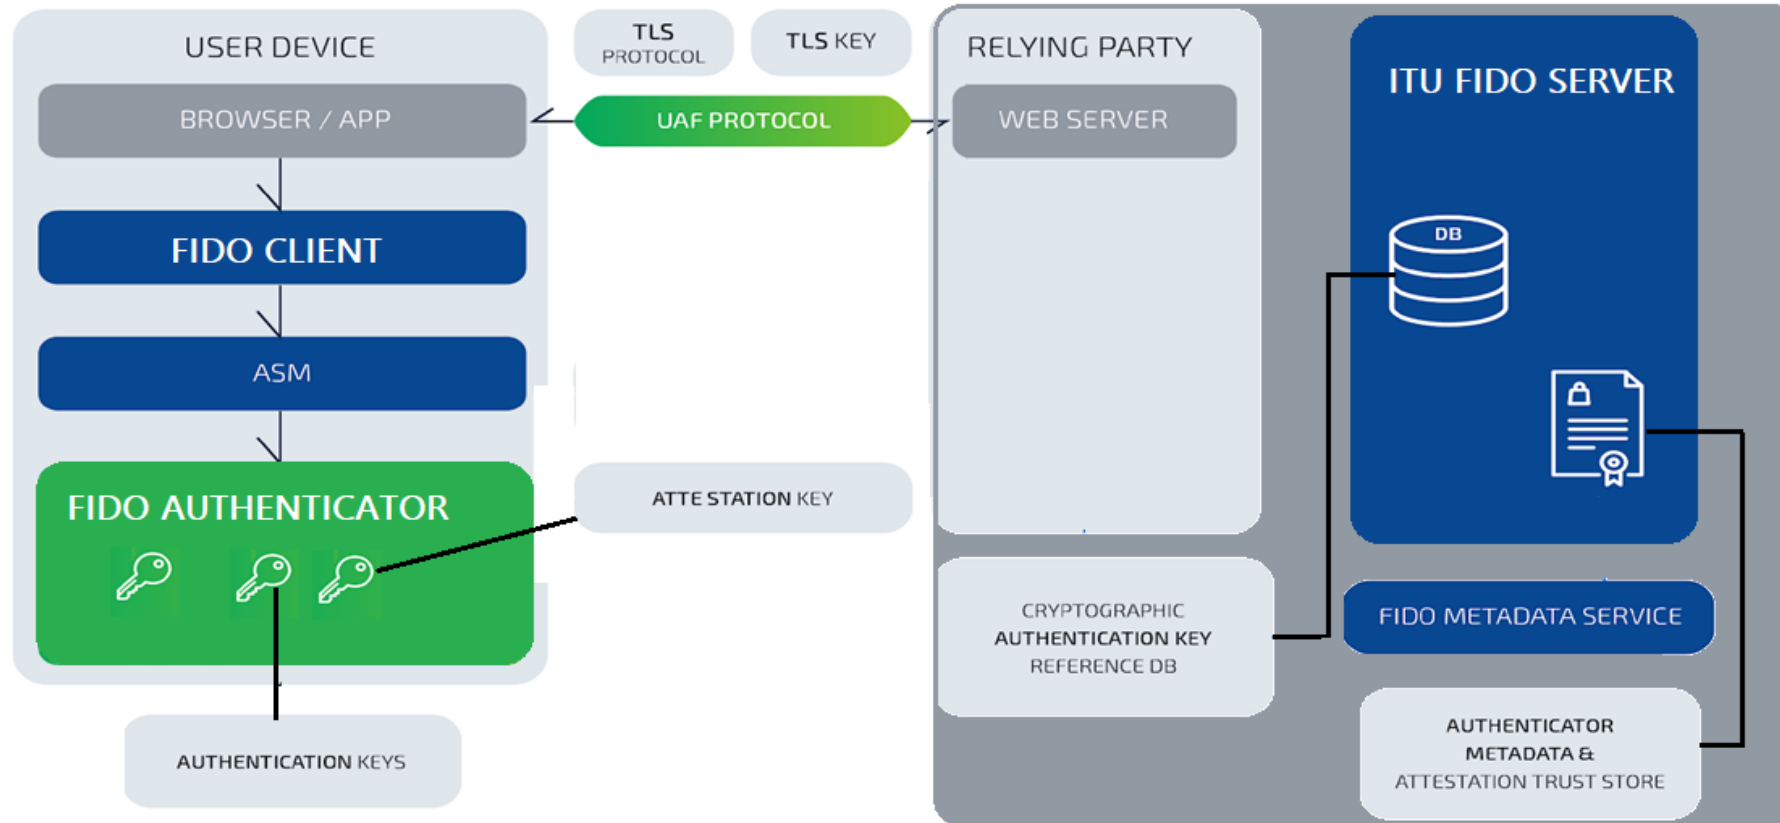 USER DEVICE
BROWSER / APP
FIDO CLIENT
ASM
FIDO AUTHENTICATOR
AUTHENTICATION KEYS
TLS
PROTOCOL
TLS KEY
UAF PROTOCOL
ATTE STATION KEY
RELYING PARTY
WEB SERVER
CRYPTOGRAPHIC
AUTHENTICATION KEY
REFERENCE DB
ITU FIDO SERVER
DB
FIDO METADATA SERVICE
AUTHENTICATOR
METADATA &
ATTESTATION TRUST STORE